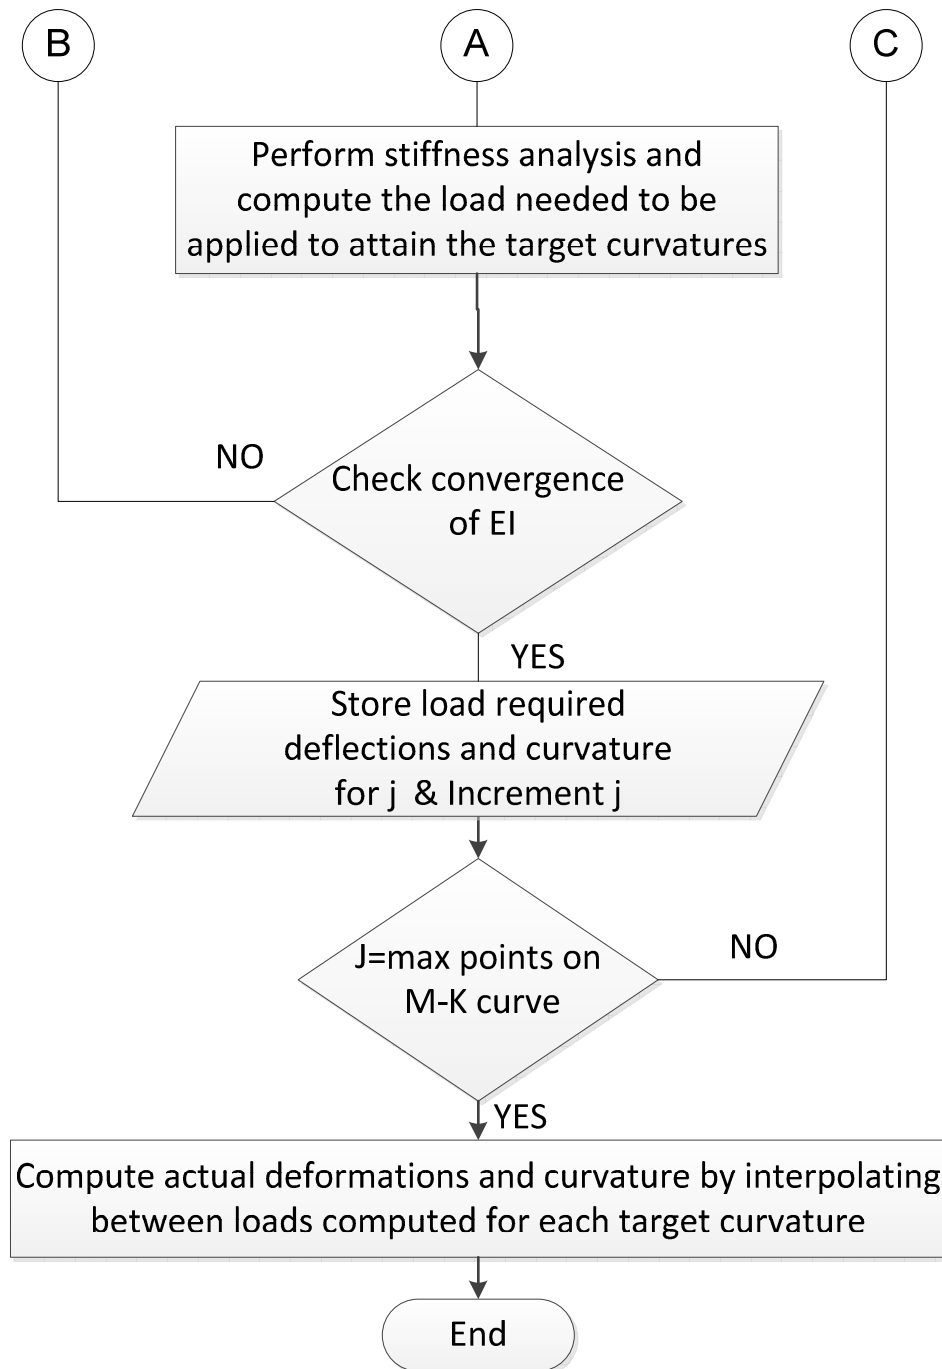 B
A
C
Perform stiffness analysis and
compute the load needed to be
applied to attain the target curvatures
NO
Check convergence
of EI
YES
Store load required
deflections and curvature
for j & Increment j
J=max points on
M-K curve
NO
YES
Compute actual deformations and curvature by interpolating
between loads computed for each target curvature
End